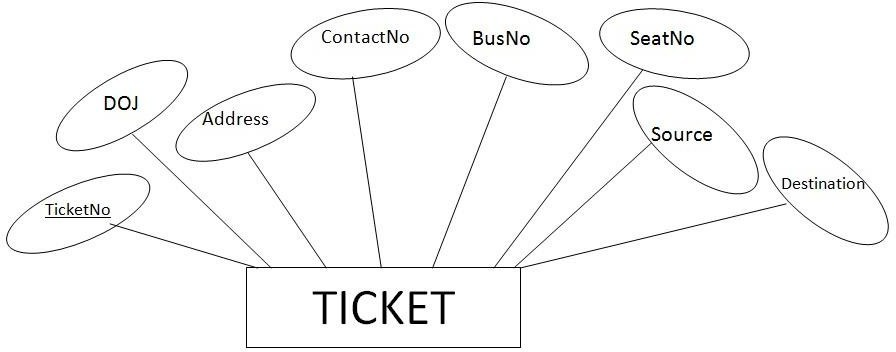 ContactNo
BusNo
SeatNo
DOJ
Address
Source
Destination
TicketNo
TICKET